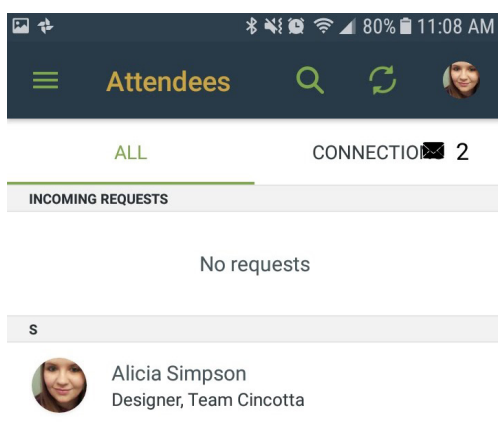 80% 11:08 AM
Attendees
ALL
CONNECTIO 2
INCOMING REQUESTS
No requests
S
Alicia Simpson
Designer, Team Cincotta